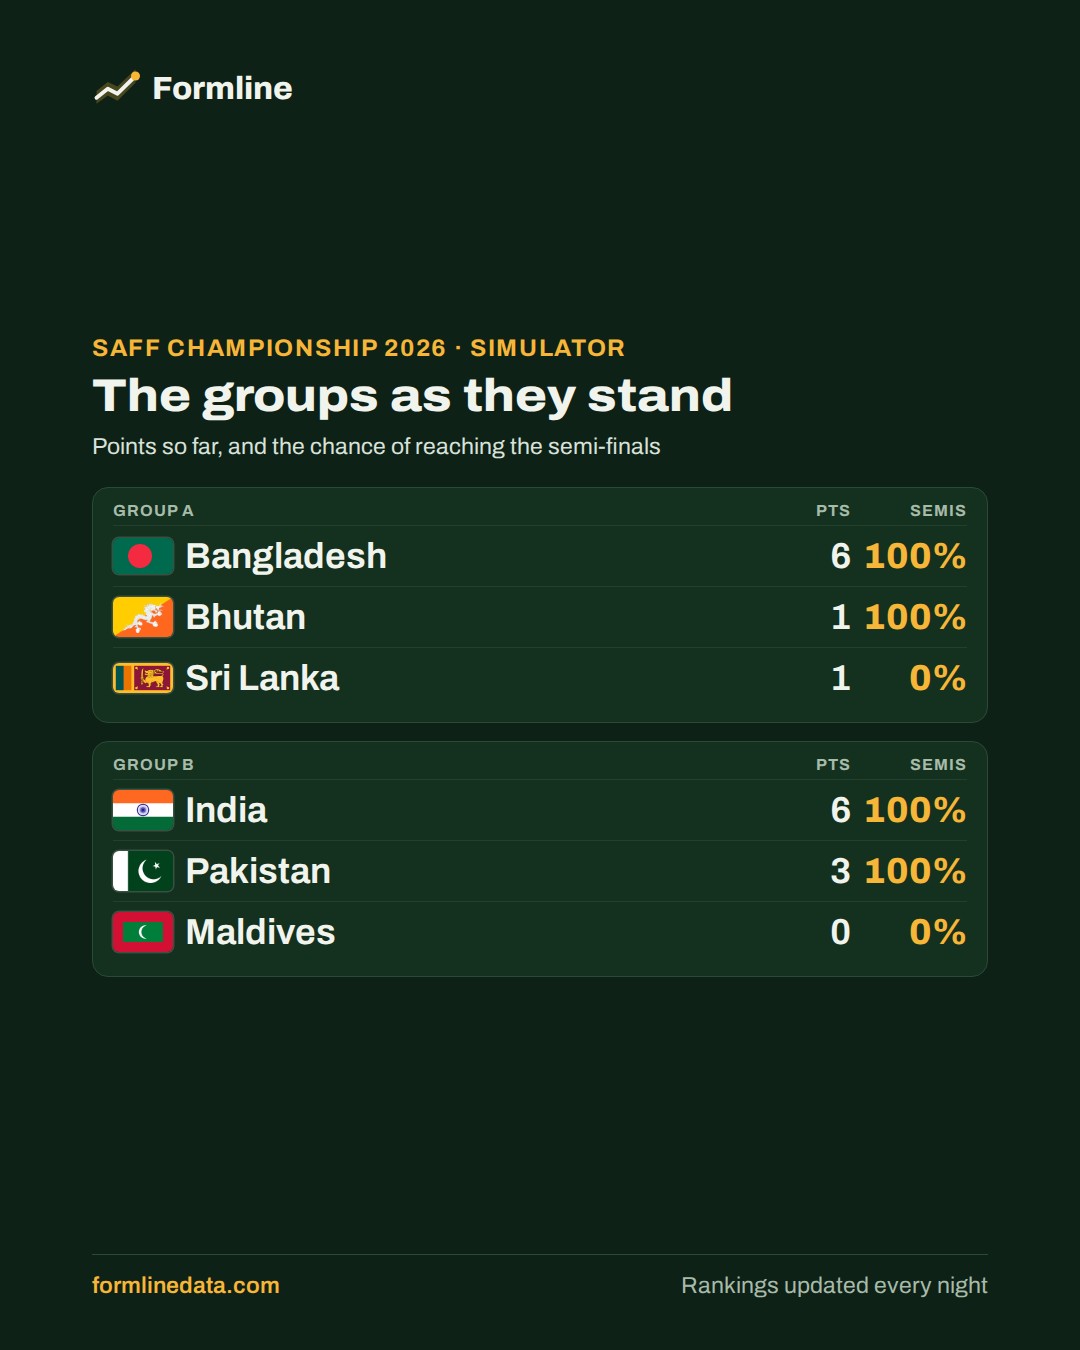 Formline
SAFF CHAMPIONSHIP 2026 · SIMULATOR
The groups as they stand
Points so far, and the chance of reaching the semi-finals
GROUP A PTS SEMIS
Bangladesh 6 100%
Bhutan 1 100%
Sri Lanka 1 0%
GROUP B PTS SEMIS
India 6 100%
Pakistan 3 100%
Maldives 0 0%
formlinedata.com Rankings updated every night